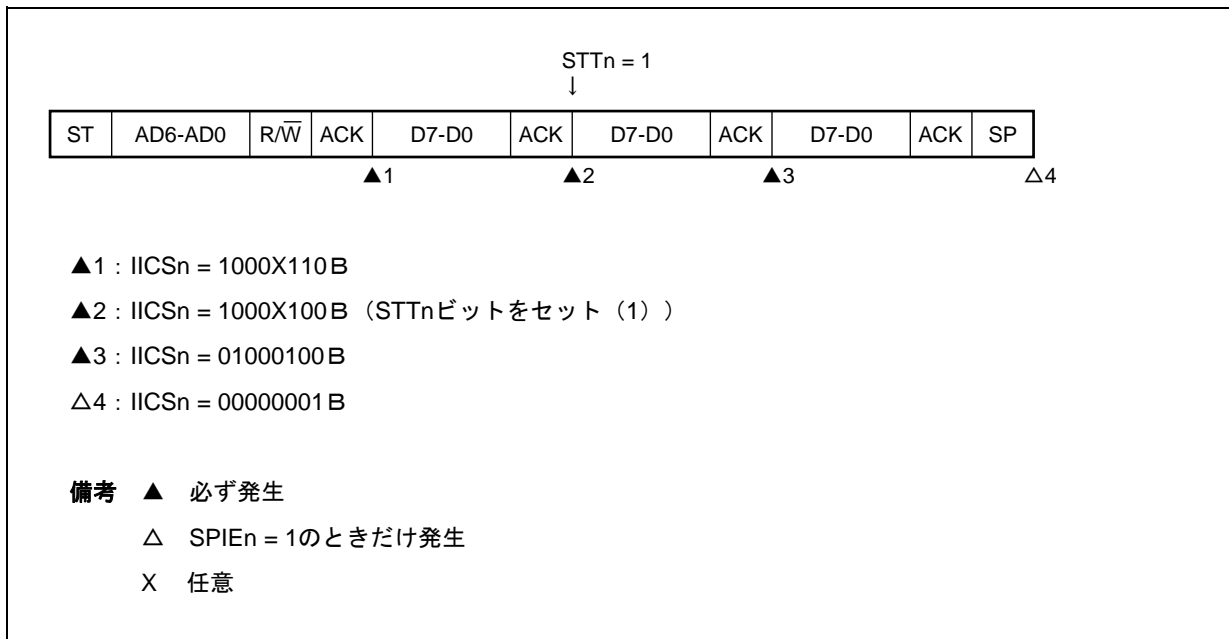 STTn = 1
↓
ST AD6-AD0 R/W̅ ACK D7-D0 ACK D7-D0 ACK D7-D0 ACK SP
▲1 ▲2 ▲3 △4
▲1：IICSn = 1000X110B
▲2：IICSn = 1000X100B（STTnビットをセット（1））
▲3：IICSn = 01000100B
△4：IICSn = 00000001B
備考 ▲ 必ず発生
△ SPIEn = 1のときだけ発生
X 任意